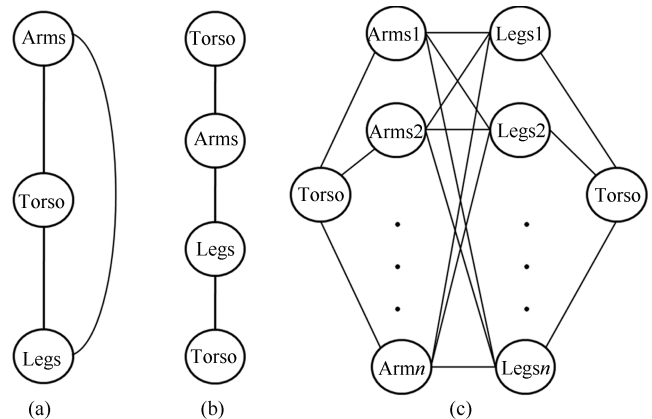 Arms
Torso
Legs
(a)
Torso
Arms
Legs
Torso
(b)
Arms1
Legs1
Arms2
Legs2
Torso
Torso
Armn
Legsn
(c)